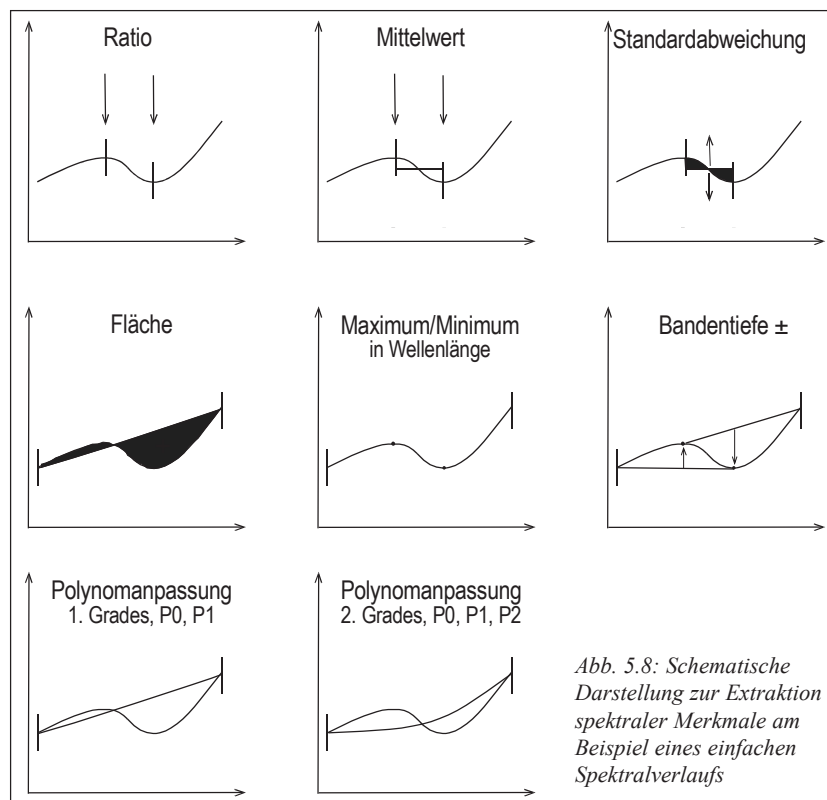 Ratio
Mittelwert
Standardabweichung
Fläche
Maximum/Minimum
in Wellenlänge
Bandentiefe ±
Polynomanpassung
1. Grades, P0, P1
Polynomanpassung
2. Grades, P0, P1, P2
Abb. 5.8: Schematische
Darstellung zur Extraktion
spektraler Merkmale am
Beispiel eines einfachen
Spektralverlaufs